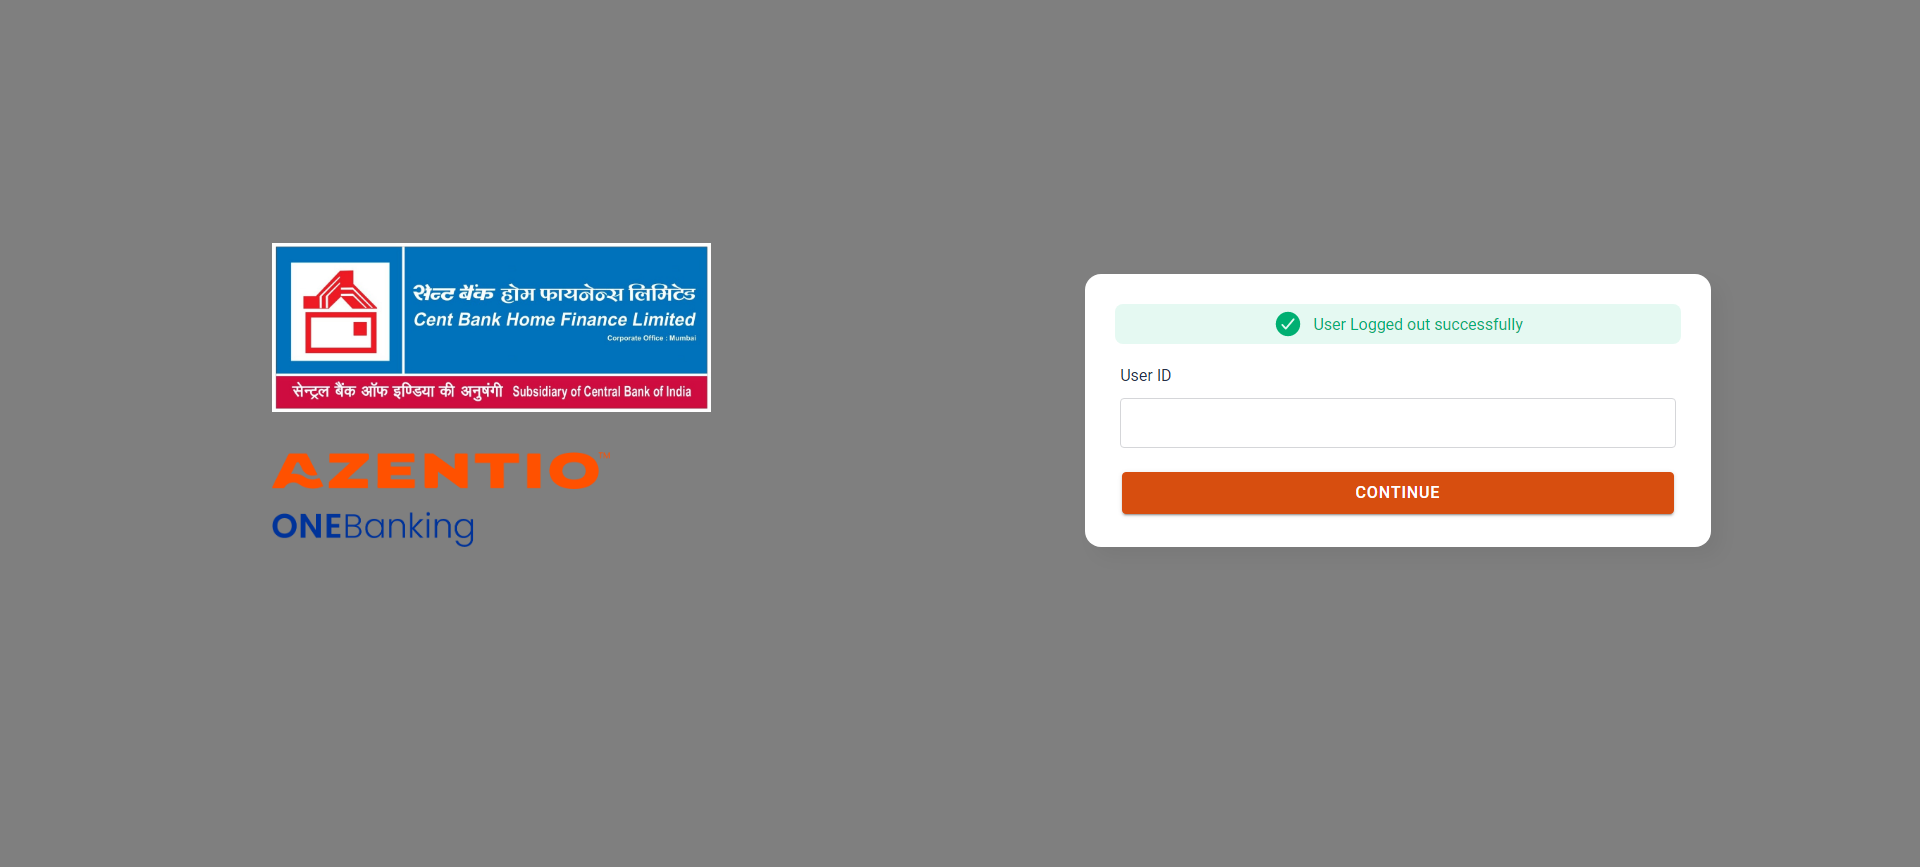 सेन्ट बैंक होम फायनेन्स लिमिटेड
Cent Bank Home Finance Limited
Corporate Office : Mumbai
सेन्ट्रल बैंक ऑफ इण्डिया की अनुषंगी Subsidiary of Central Bank of India
AZENTIO™
ONEBanking
User Logged out successfully
User ID
CONTINUE